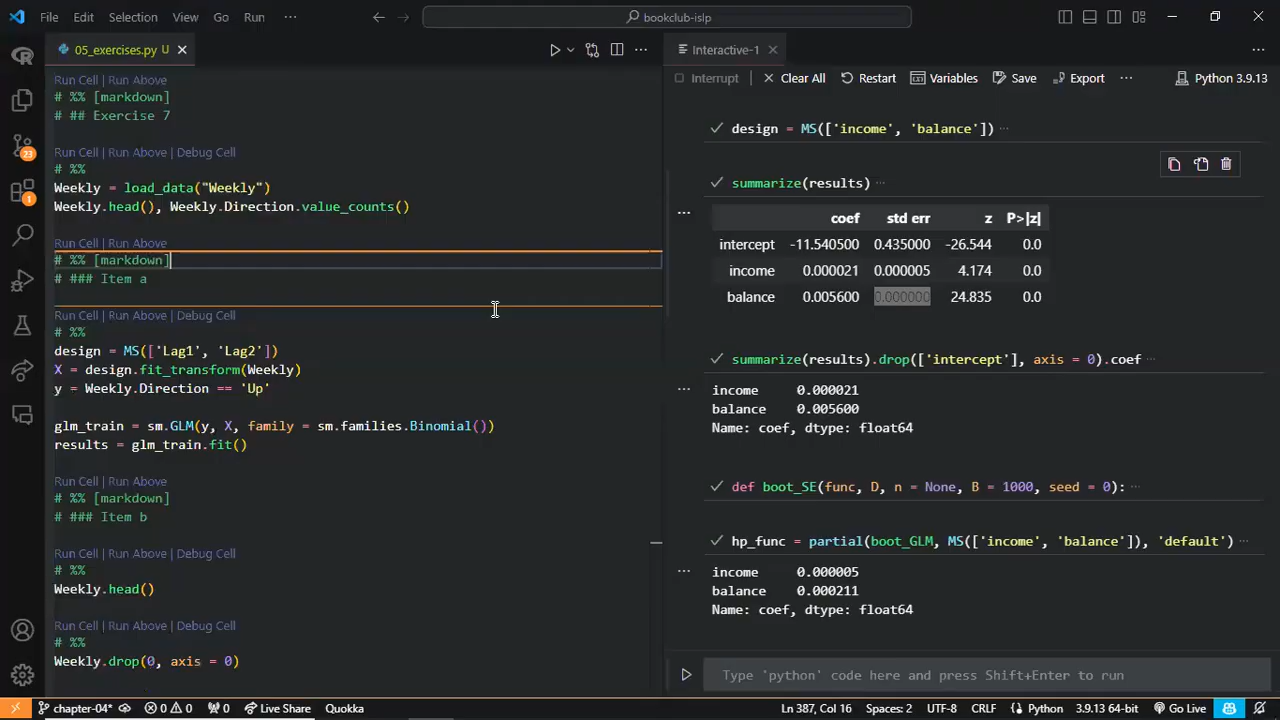 File Edit Selection View Go Run ··· bookclub-islp
05_exercises.py U
Run Cell | Run Above
# %% [markdown]
# ## Exercise 7
Run Cell | Run Above | Debug Cell
# %%
Weekly = load_data("Weekly")
Weekly.head(), Weekly.Direction.value_counts()
Run Cell | Run Above
# %% [markdown]
# ### Item a
Run Cell | Run Above | Debug Cell
# %%
design = MS(['Lag1', 'Lag2'])
X = design.fit_transform(Weekly)
y = Weekly.Direction == 'Up'
glm_train = sm.GLM(y, X, family = sm.families.Binomial())
results = glm_train.fit()
Run Cell | Run Above | Debug Cell
# %% [markdown]
# ### Item b
Run Cell | Run Above | Debug Cell
# %%
Weekly.head()
Run Cell | Run Above | Debug Cell
# %%
Weekly.drop(0, axis = 0)
23
1
Interactive-1
Interrupt Clear All Restart Variables Save Export ··· Python 3.9.13
design = MS(['income', 'balance']) ···
summarize(results) ···
coef std err z P>|z|
intercept -11.540500 0.435000 -26.544 0.0
income 0.000021 0.000005 4.174 0.0
balance 0.005600 0.000000 24.835 0.0
summarize(results).drop(['intercept'], axis = 0).coef ···
income 0.000021
balance 0.005600
Name: coef, dtype: float64
def boot_SE(func, D, n = None, B = 1000, seed = 0): ···
hp_func = partial(boot_GLM, MS(['income', 'balance']), 'default') ···
income 0.000005
balance 0.000211
Name: coef, dtype: float64
Type 'python' code here and press Shift+Enter to run
chapter-04* 0 0 0 Live Share Quokka Ln 387, Col 16 Spaces: 2 UTF-8 CRLF Python 3.9.13 64-bit Go Live